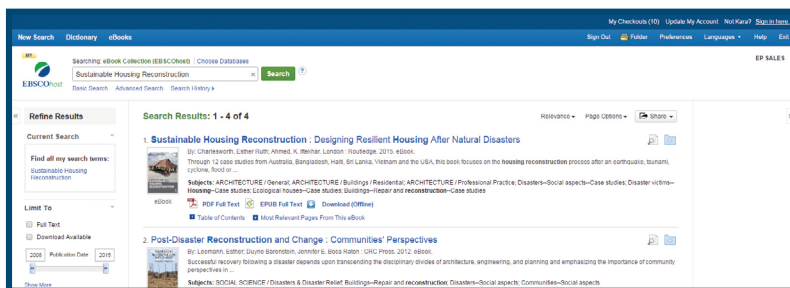 My Checkouts (10) Update My Account Not Kara? Sign in here.
New Search Dictionary eBooks Sign Out Folder Preferences Languages Help Exit
MY
EBSCOhost
Searching: eBook Collection (EBSCOhost) Choose Databases
EP SALES
Sustainable Housing Reconstruction × Search ?
Basic Search Advanced Search Search History
« Refine Results
Current Search
Find all my search terms:
Sustainable Housing
Reconstruction
Limit To
Full Text
Download Available
Publication Date 2015
Show More
Search Results: 1 - 4 of 4 Relevance Page Options Share
1. Sustainable Housing Reconstruction : Designing Resilient Housing After Natural Disasters
By: Charlesworth, Esther Ruth; Ahmed, K. Iftekhar. London : Routledge. 2015. eBook.
Through 12 case studies from Australia, Bangladesh, Haiti, Sri Lanka, Vietnam and the USA, this book focuses on the housing reconstruction process after an earthquake, tsunami,
cyclone, flood or ...
Subjects: ARCHITECTURE / General; ARCHITECTURE / Buildings / Residential; ARCHITECTURE / Professional Practice; Disasters--Social aspects--Case studies; Disaster victims--
Housing--Case studies; Ecological houses--Case studies; Buildings--Repair and reconstruction--Case studies
eBook
PDF Full Text EPUB Full Text Download (Offline)
Table of Contents Most Relevant Pages From This eBook
2. Post-Disaster Reconstruction and Change : Communities' Perspectives
By: Leemann, Esther; Duyne Barenstein, Jennifer E. Boca Raton : CRC Press. 2012. eBook.
Successful recovery following a disaster depends upon transcending the disciplinary divides of architecture, engineering, and planning and emphasizing the importance of community
perspectives in ...
Subjects: SOCIAL SCIENCE / Disasters & Disaster Relief; Buildings--Repair and reconstruction; Disasters--Social aspects; Communities--Social aspects